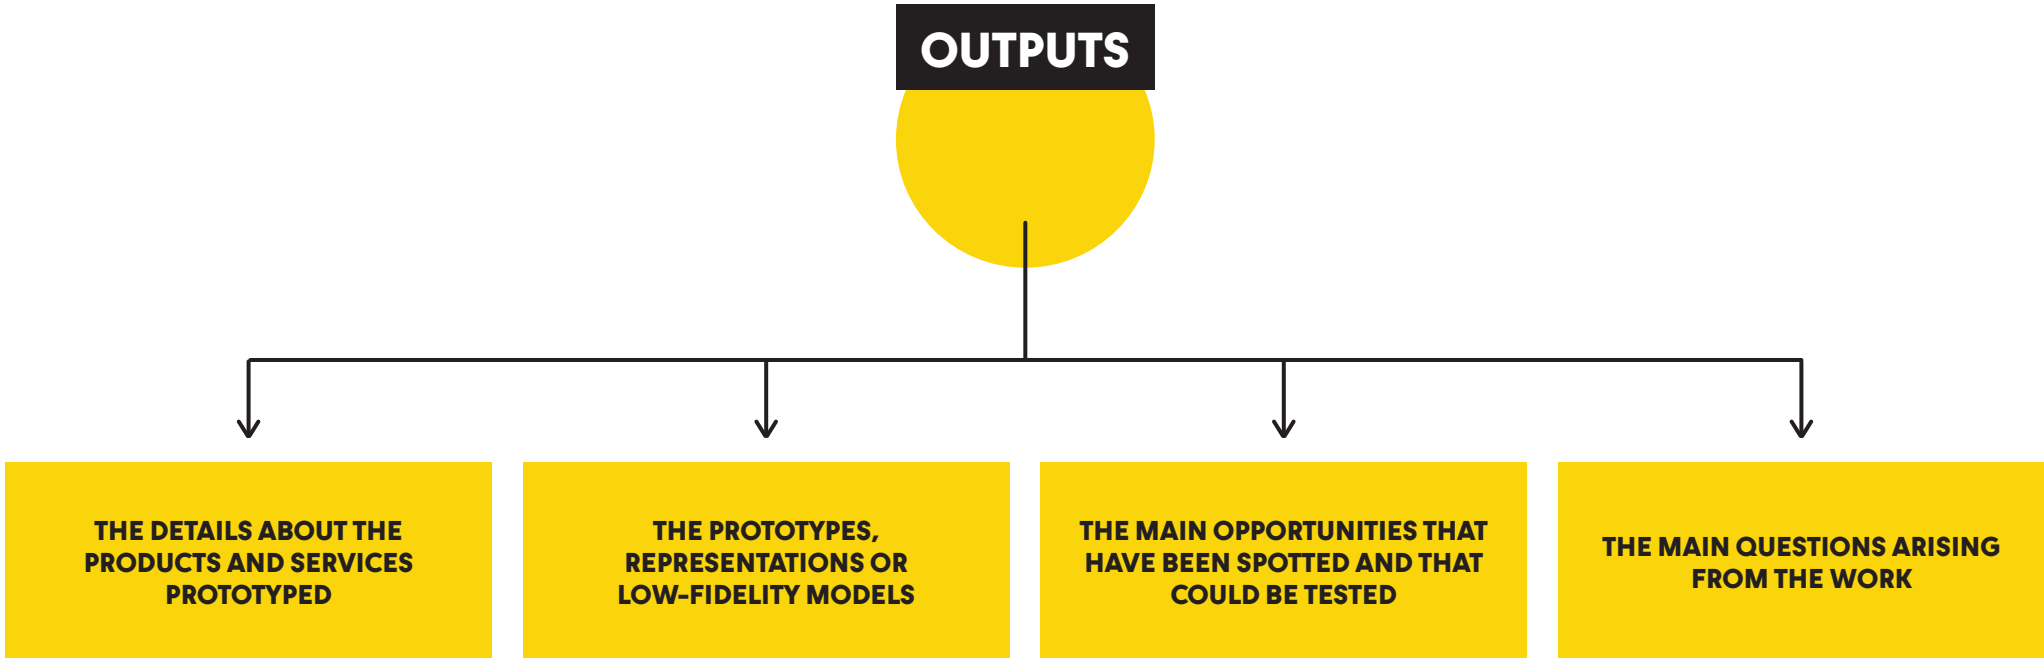 OUTPUTS
THE DETAILS ABOUT THE
PRODUCTS AND SERVICES
PROTOTYPED
THE PROTOTYPES,
REPRESENTATIONS OR
LOW-FIDELITY MODELS
THE MAIN OPPORTUNITIES THAT
HAVE BEEN SPOTTED AND THAT
COULD BE TESTED
THE MAIN QUESTIONS ARISING
FROM THE WORK